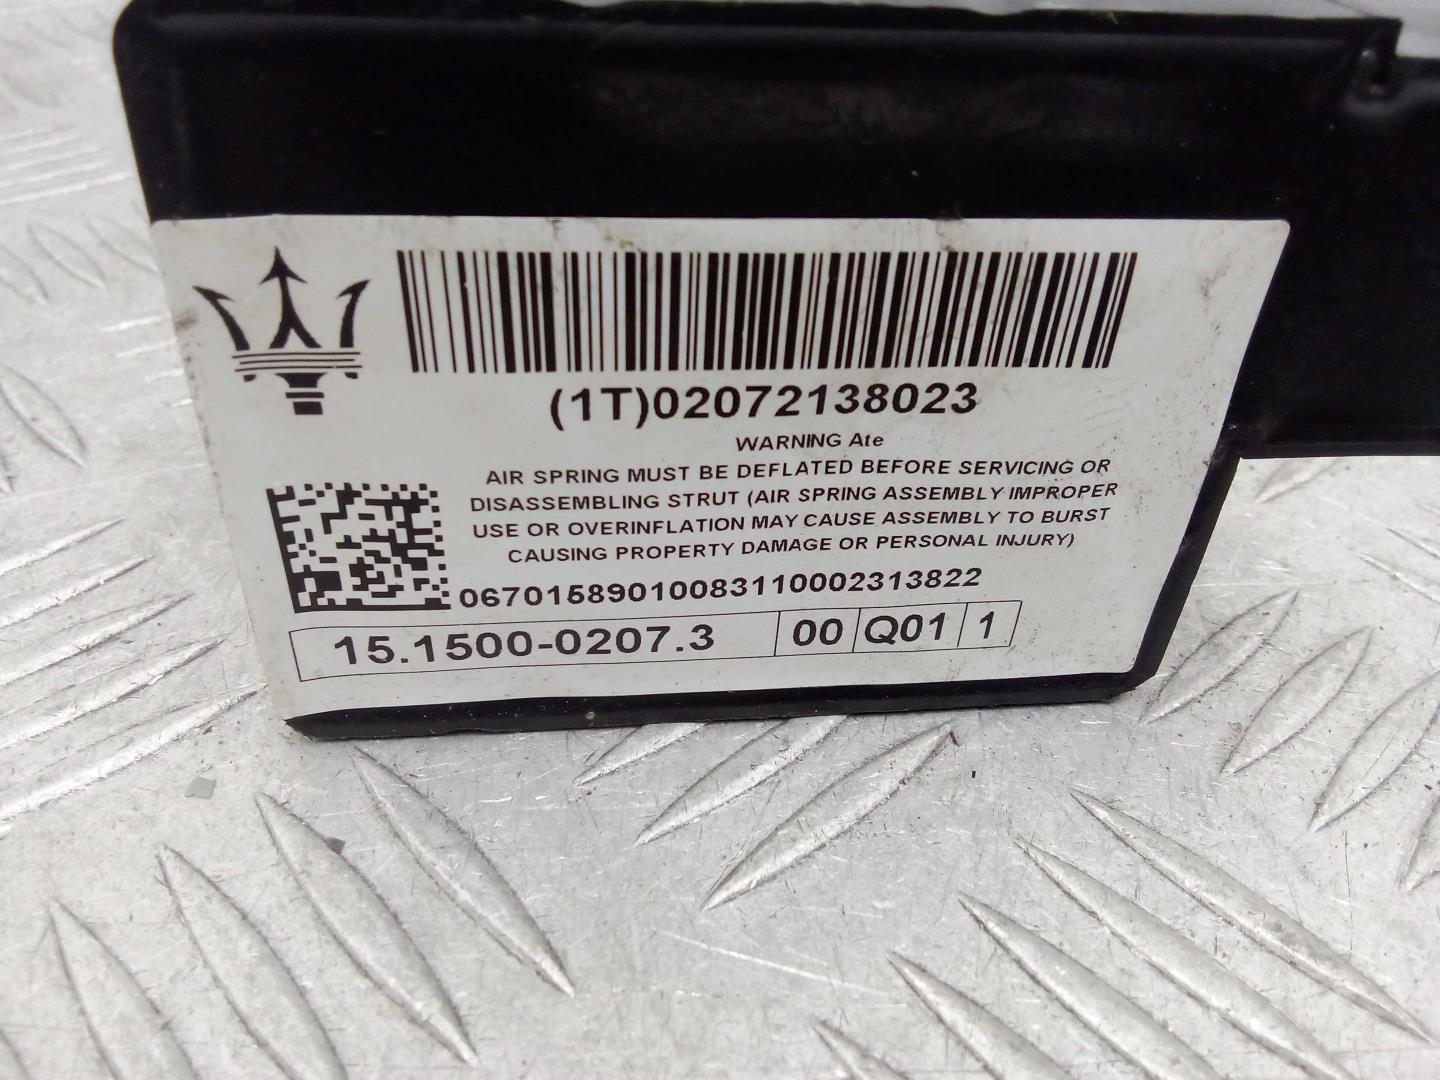 (1T)02072138023
WARNING Ate
AIR SPRING MUST BE DEFLATED BEFORE SERVICING OR
DISASSEMBLING STRUT (AIR SPRING ASSEMBLY IMPROPER
USE OR OVERINFLATION MAY CAUSE ASSEMBLY TO BURST
CAUSING PROPERTY DAMAGE OR PERSONAL INJURY)
06701589010083110002313822
15.1500-0207.3 00 Q01 1